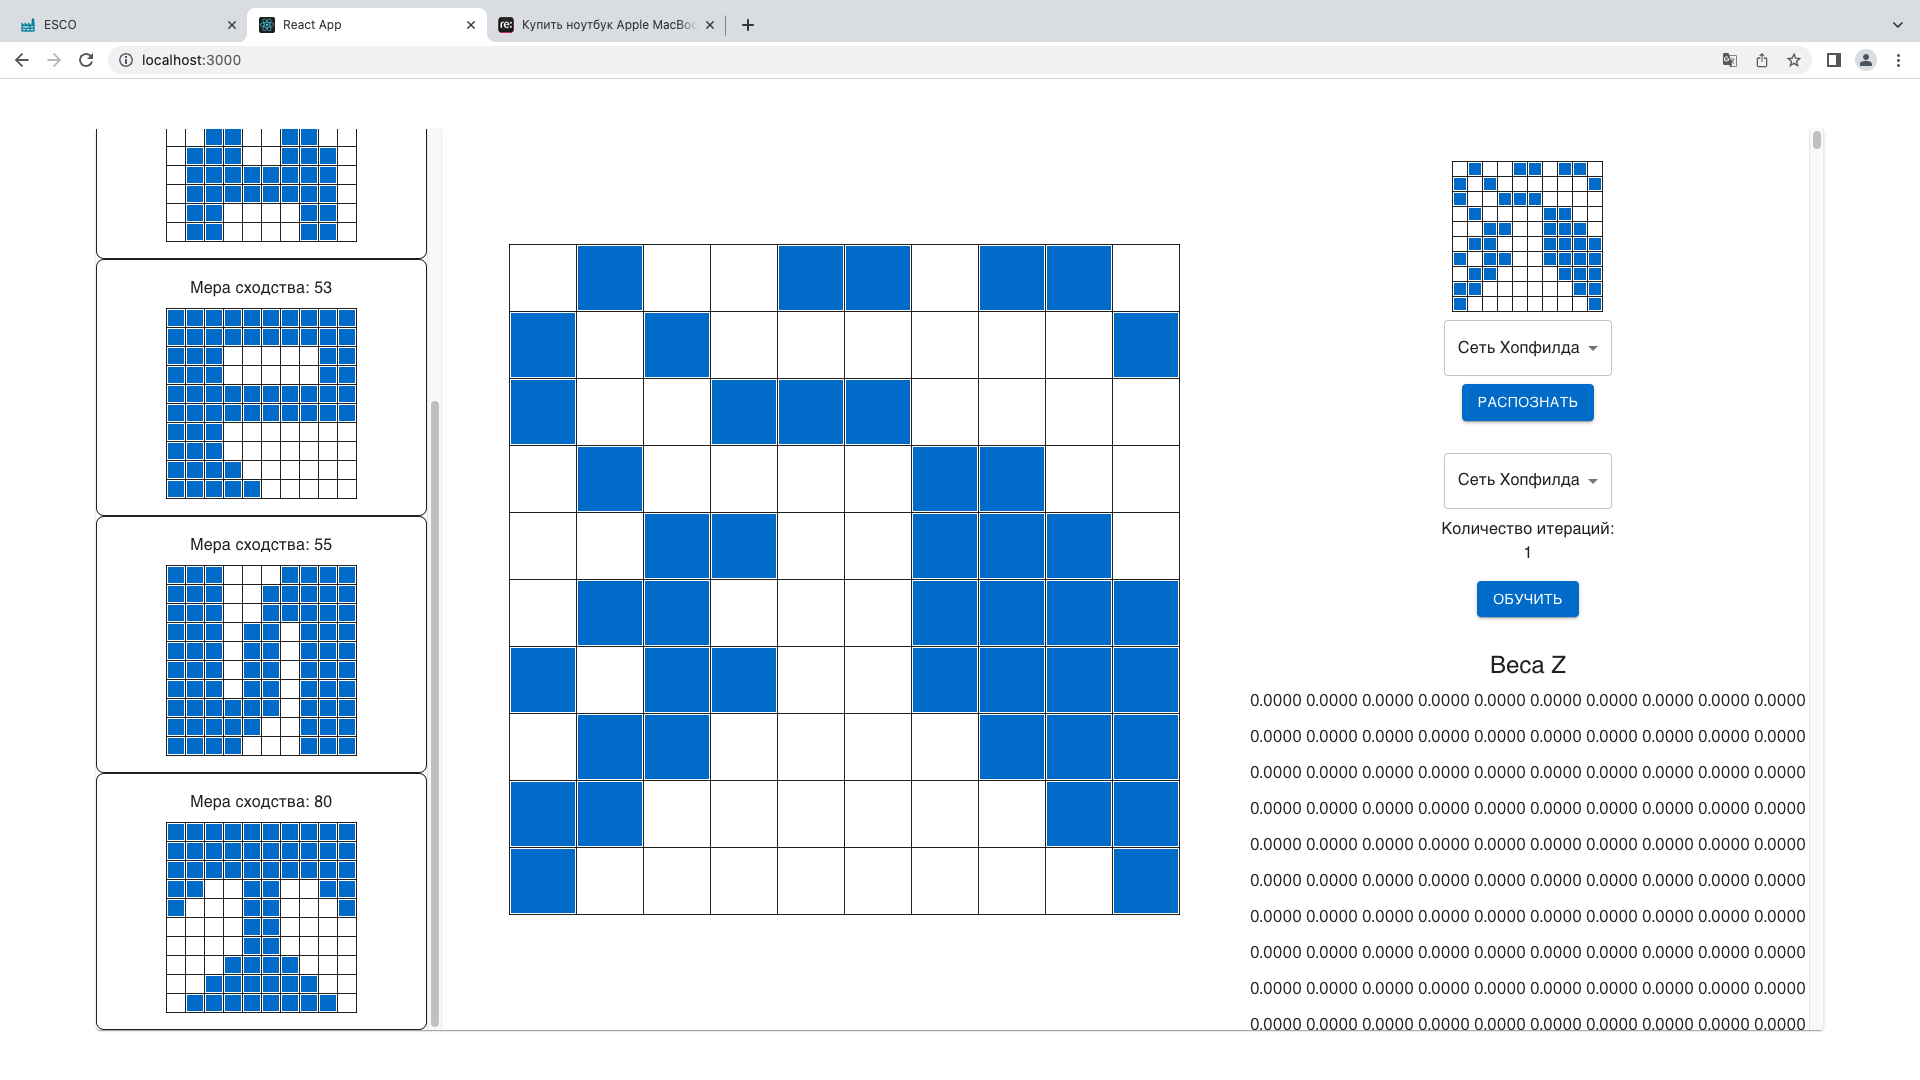 ESCO
React App
re: Купить ноутбук Apple MacBo
localhost:3000
Мера сходства: 53
Мера сходства: 55
Мера сходства: 80
Сеть Хопфилда
РАСПОЗНАТЬ
Сеть Хопфилда
Количество итераций:
1
ОБУЧИТЬ
Веса Z
0.0000 0.0000 0.0000 0.0000 0.0000 0.0000 0.0000 0.0000 0.0000 0.0000
0.0000 0.0000 0.0000 0.0000 0.0000 0.0000 0.0000 0.0000 0.0000 0.0000
0.0000 0.0000 0.0000 0.0000 0.0000 0.0000 0.0000 0.0000 0.0000 0.0000
0.0000 0.0000 0.0000 0.0000 0.0000 0.0000 0.0000 0.0000 0.0000 0.0000
0.0000 0.0000 0.0000 0.0000 0.0000 0.0000 0.0000 0.0000 0.0000 0.0000
0.0000 0.0000 0.0000 0.0000 0.0000 0.0000 0.0000 0.0000 0.0000 0.0000
0.0000 0.0000 0.0000 0.0000 0.0000 0.0000 0.0000 0.0000 0.0000 0.0000
0.0000 0.0000 0.0000 0.0000 0.0000 0.0000 0.0000 0.0000 0.0000 0.0000
0.0000 0.0000 0.0000 0.0000 0.0000 0.0000 0.0000 0.0000 0.0000 0.0000
0.0000 0.0000 0.0000 0.0000 0.0000 0.0000 0.0000 0.0000 0.0000 0.0000